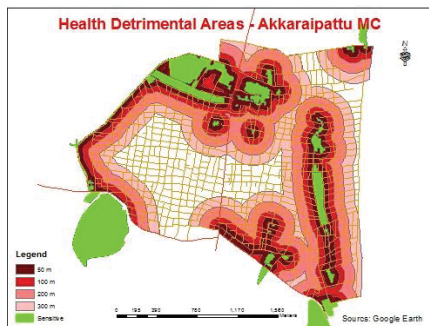 Health Detrimental Areas - Akkaraipattu MC
N
Legend
50 m
100 m
200 m
300 m
Sensitive
0 195 390 780 1,170 1,560
Meters
Sourcs: Google Earth